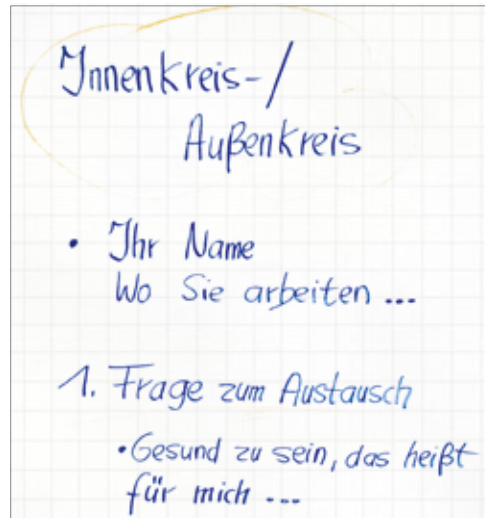 Innenkreis-/
Außenkreis
• Ihr Name
Wo Sie arbeiten ...
1. Frage zum Austausch
• Gesund zu sein, das heißt
für mich ...